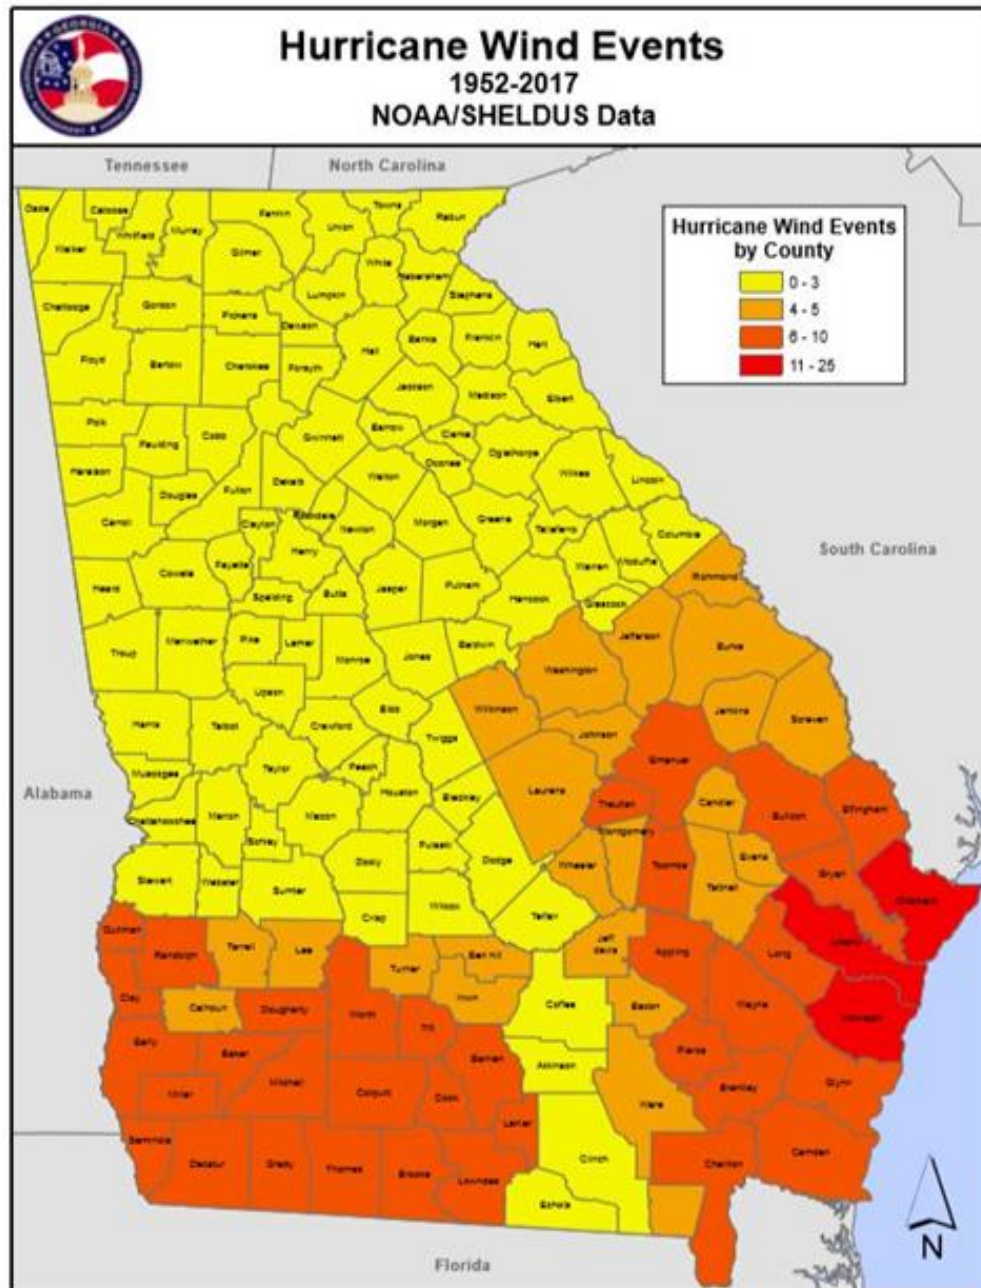 Hurricane Wind Events
1952-2017
NOAA/SHELDUS Data
GEORGIA
Tennessee
North Carolina
Hurricane Wind Events
by County
0 - 3
4 - 5
6 - 10
11 - 25
Dade
Catoosa
Whitfield
Murray
Fannin
Union
Towns
Rabun
Walker
Gilmer
White
Habersham
Lumpkin
Stephens
Chattooga
Gordon
Pickens
Dawson
Hall
Banks
Franklin
Hart
Floyd
Bartow
Cherokee
Forsyth
Jackson
Madison
Elbert
Polk
Paulding
Cobb
Gwinnett
Barrow
Clarke
Oconee
Oglethorpe
Wilkes
Lincoln
Haralson
Douglas
Fulton
Dekalb
Walton
Carroll
Clayton
Rockdale
Newton
Morgan
Greene
Taliaferro
Columbia
Heard
Coweta
Fayette
Henry
Spalding
Butts
Jasper
Putnam
Hancock
Warren
Mcduffie
Glascock
Richmond
South Carolina
Troup
Meriwether
Pike
Lamar
Monroe
Jones
Baldwin
Washington
Jefferson
Burke
Upson
Harris
Talbot
Crawford
Bibb
Twiggs
Wilkinson
Johnson
Jenkins
Screven
Alabama
Muscogee
Taylor
Peach
Houston
Bleckley
Laurens
Emanuel
Treutlen
Candler
Bulloch
Effingham
Chattahoochee
Marion
Schley
Macon
Pulaski
Dodge
Wheeler
Montgomery
Toombs
Tattnall
Evans
Bryan
Chatham
Stewart
Webster
Sumter
Dooly
Crisp
Wilcox
Telfair
Liberty
Long
Quitman
Randolph
Terrell
Lee
Turner
Ben Hill
Jeff
davis
Appling
Clay
Calhoun
Dougherty
Worth
Tift
Irwin
Coffee
Bacon
Wayne
McIntosh
Early
Baker
Mitchell
Miller
Colquitt
Cook
Berrien
Atkinson
Pierce
Brantley
Glynn
Lanier
Ware
Seminole
Decatur
Grady
Thomas
Brooks
Lowndes
Clinch
Echols
Charlton
Camden
Florida
N